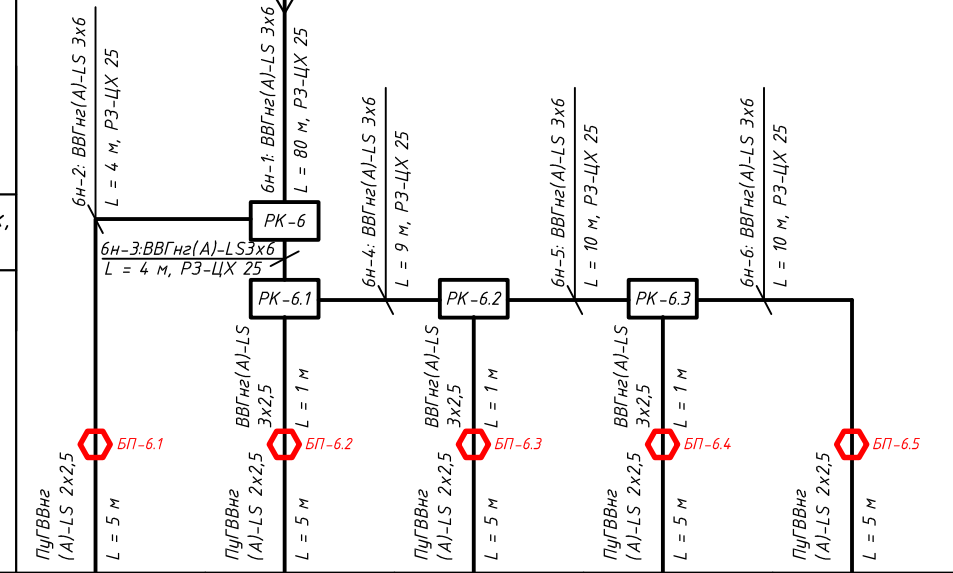 6н-2: ВВГнг(А)-LS 3х6
L = 4 м, РЗ-ЦХ 25
6н-1: ВВГнг(А)-LS 3х6
L = 80 м, РЗ-ЦХ 25
6н-4: ВВГнг(А)-LS 3х6
L = 9 м, РЗ-ЦХ 25
6н-5: ВВГнг(А)-LS 3х6
L = 10 м, РЗ-ЦХ 25
6н-6: ВВГнг(А)-LS 3х6
L = 10 м, РЗ-ЦХ 25
РК-6
6н-3:ВВГнг(А)-LS3х6
L = 4 м, РЗ-ЦХ 25
РК-6.1
РК-6.2
РК-6.3
ВВГнг(А)-LS
3х2,5
L = 1 м
ВВГнг(А)-LS
3х2,5
L = 1 м
ВВГнг(А)-LS
3х2,5
L = 1 м
БП-6.1
БП-6.2
БП-6.3
БП-6.4
БП-6.5
ПуГВВнг
(А)-LS 2х2,5
L = 5 м
ПуГВВнг
(А)-LS 2х2,5
L = 5 м
ПуГВВнг
(А)-LS 2х2,5
L = 5 м
ПуГВВнг
(А)-LS 2х2,5
L = 5 м
ПуГВВнг
(А)-LS 2х2,5
L = 5 м